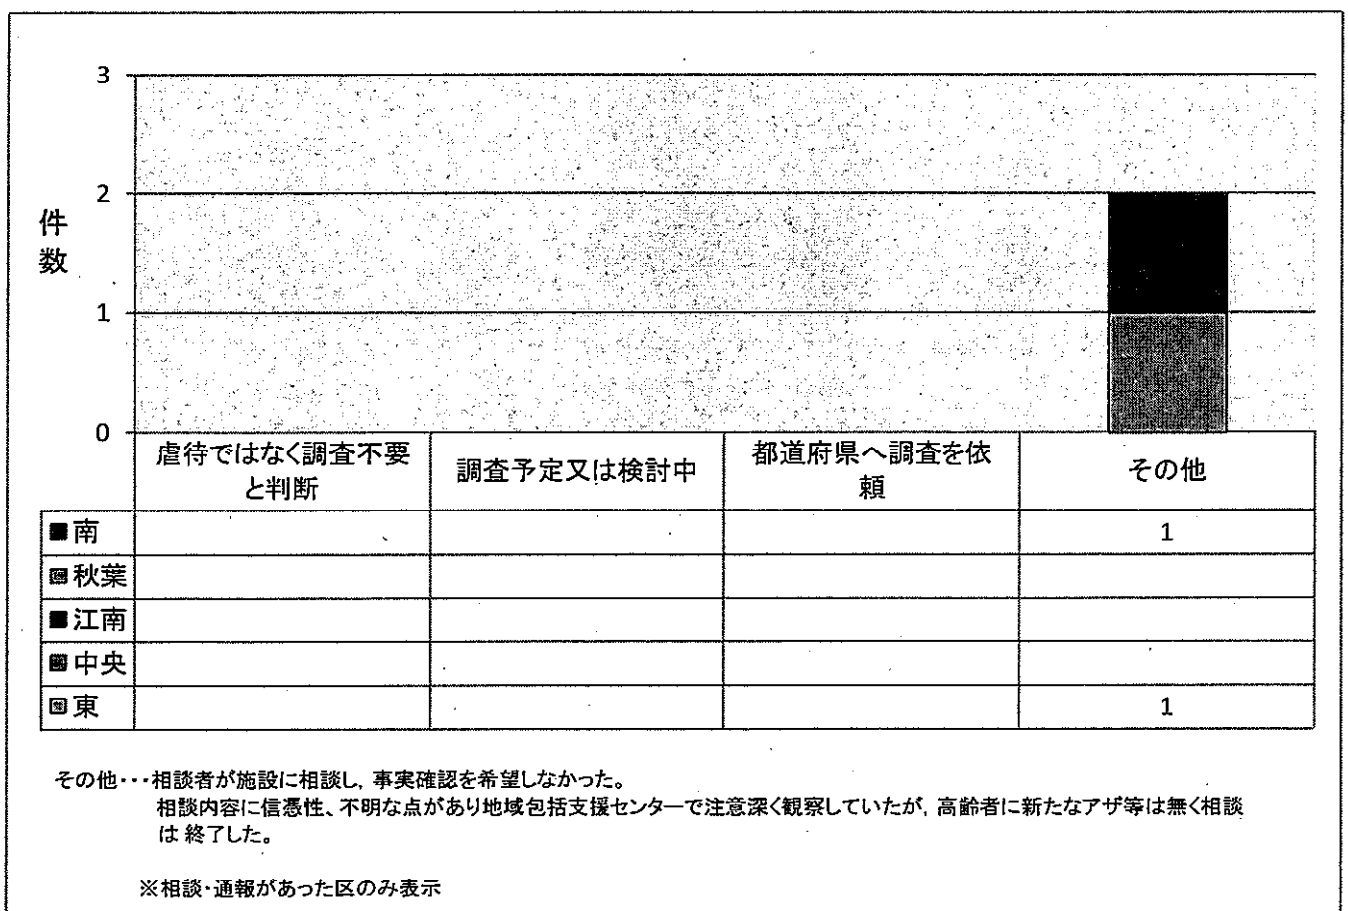 3
2
1
0
件数
虐待ではなく調査不要
と判断
調査予定又は検討中
都道府県へ調査を依
頼
その他
■南 1
秋葉
■江南
中央
東 1
その他・・・相談者が施設に相談し，事実確認を希望しなかった。
相談内容に信憑性、不明な点があり地域包括支援センターで注意深く観察していたが，高齢者に新たなアザ等は無く相談
は 終了した。
※相談・通報があった区のみ表示